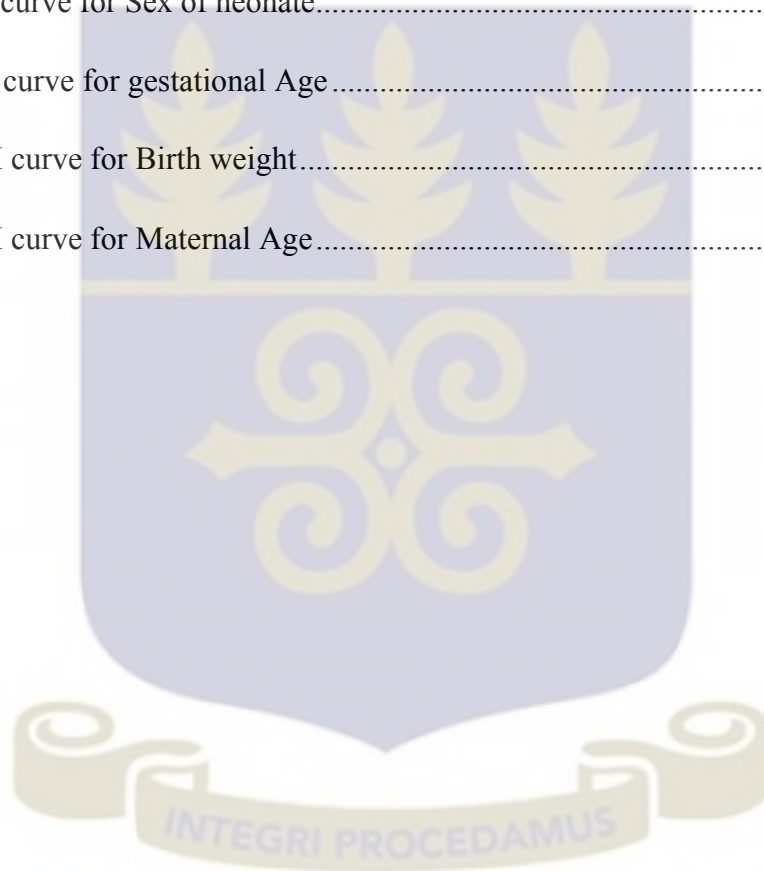 curve for Sex of neonate
curve for gestational Age
curve for Birth weight
curve for Maternal Age
INTEGRI PROCEDAMUS